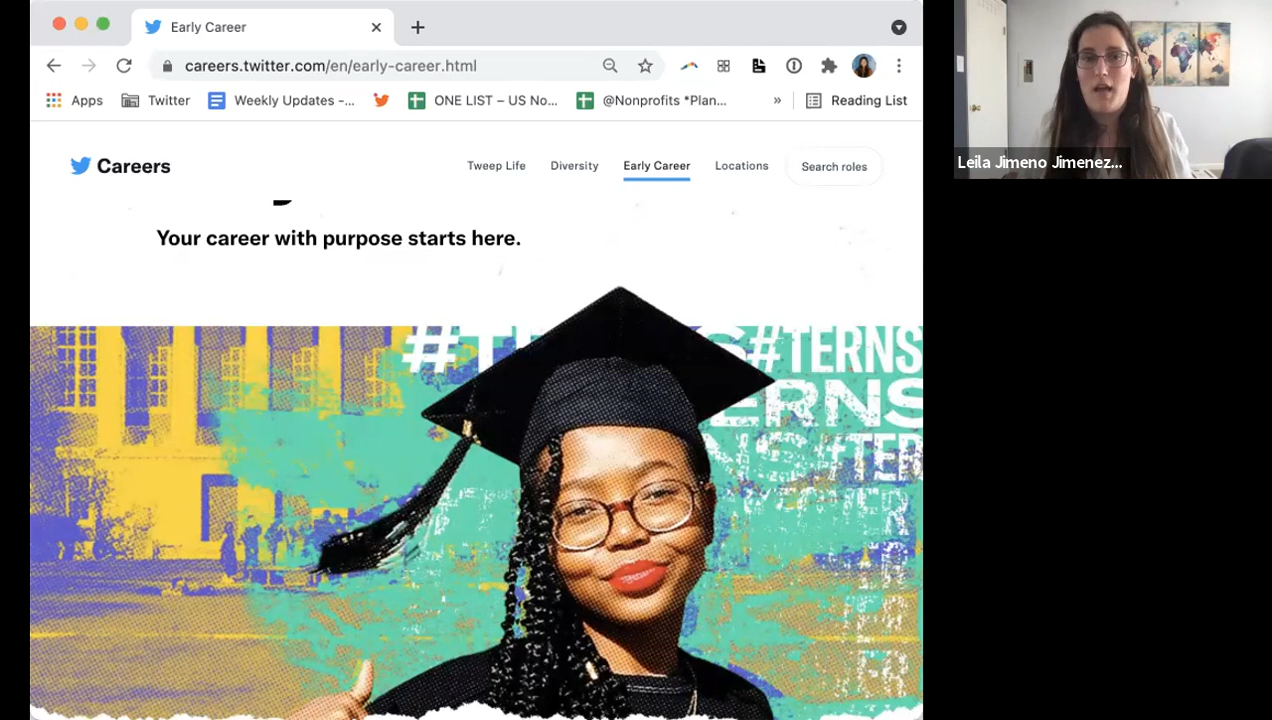 Early Career
careers.twitter.com/en/early-career.html
Apps
Twitter
Weekly Updates -...
ONE LIST – US No...
@Nonprofits *Plan...
»
Reading List
Careers
Tweep Life
Diversity
Early Career
Locations
Search roles
Your career with purpose starts here.
#TERNS
ERNS
#TER
Leila Jimeno Jimenez...